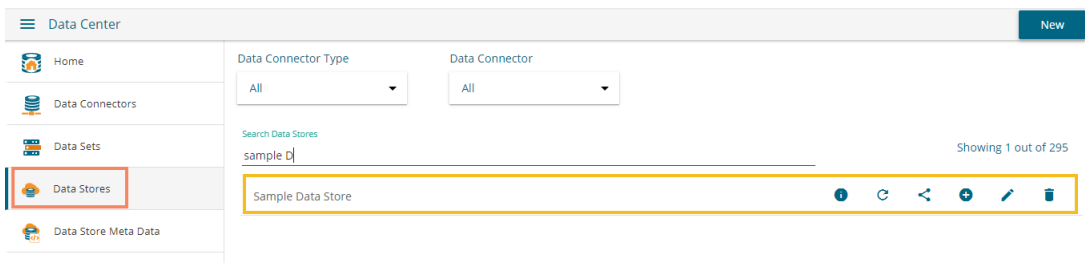 Data Center
New
Home
Data Connectors
Data Sets
Data Stores
Data Store Meta Data
Data Connector Type
Data Connector
All
All
Search Data Stores
sample D
Showing 1 out of 295
Sample Data Store